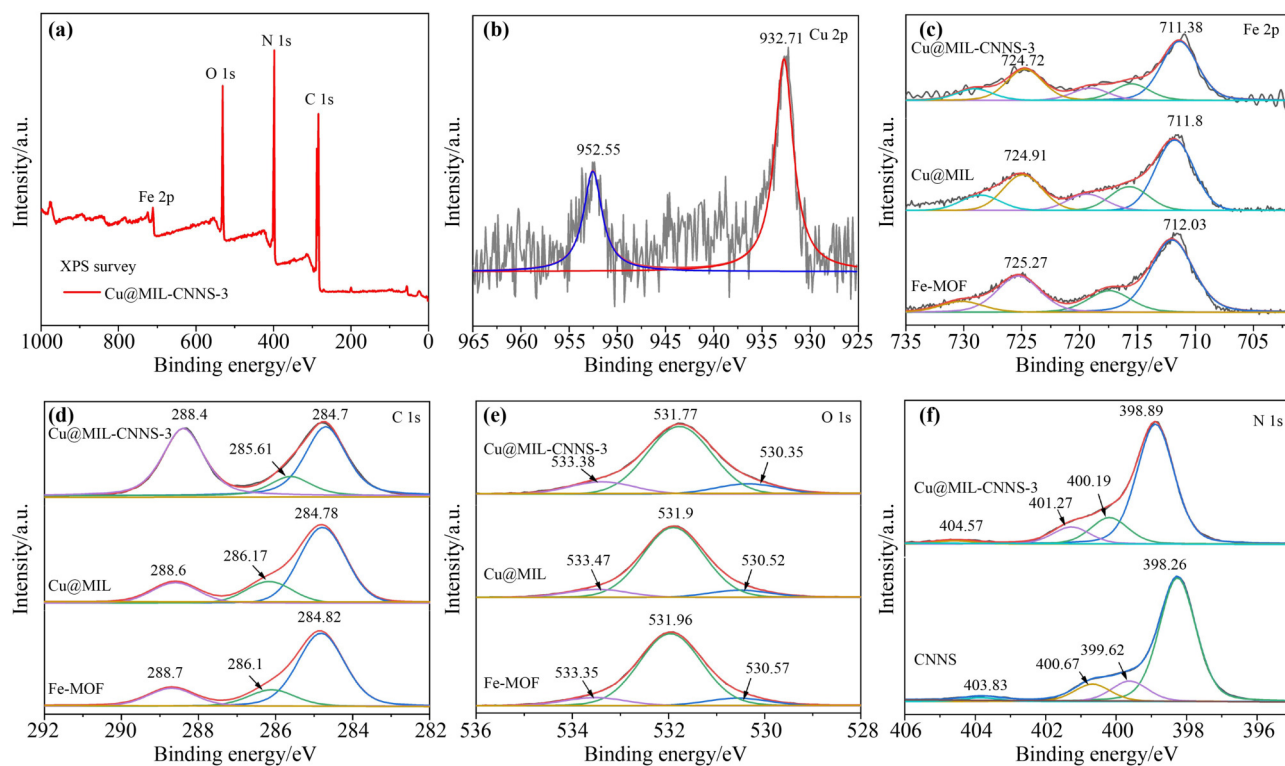 (a)
N 1s
O 1s
C 1s
Fe 2p
XPS survey
Cu@MIL-CNNS-3
Intensity/a.u.
1000 800 600 400 200 0
Binding energy/eV
(b)
Cu 2p
932.71
952.55
Intensity/a.u.
965 960 955 950 945 940 935 930 925
Binding energy/eV
(c)
Fe 2p
Cu@MIL-CNNS-3
711.38
724.72
Cu@MIL
711.8
724.91
Fe-MOF
712.03
725.27
Intensity/a.u.
735 730 725 720 715 710 705
Binding energy/eV
(d)
C 1s
Cu@MIL-CNNS-3
288.4
284.7
285.61
Cu@MIL
284.78
286.17
288.6
Fe-MOF
284.82
286.1
288.7
Intensity/a.u.
292 290 288 286 284 282
Binding energy/eV
(e)
O 1s
531.77
Cu@MIL-CNNS-3
533.38
530.35
531.9
Cu@MIL
533.47
530.52
531.96
Fe-MOF
533.35
530.57
Intensity/a.u.
536 534 532 530 528
Binding energy/eV
(f)
N 1s
398.89
Cu@MIL-CNNS-3
400.19
401.27
404.57
398.26
CNNS
399.62
400.67
403.83
Intensity/a.u.
406 404 402 400 398 396
Binding energy/eV